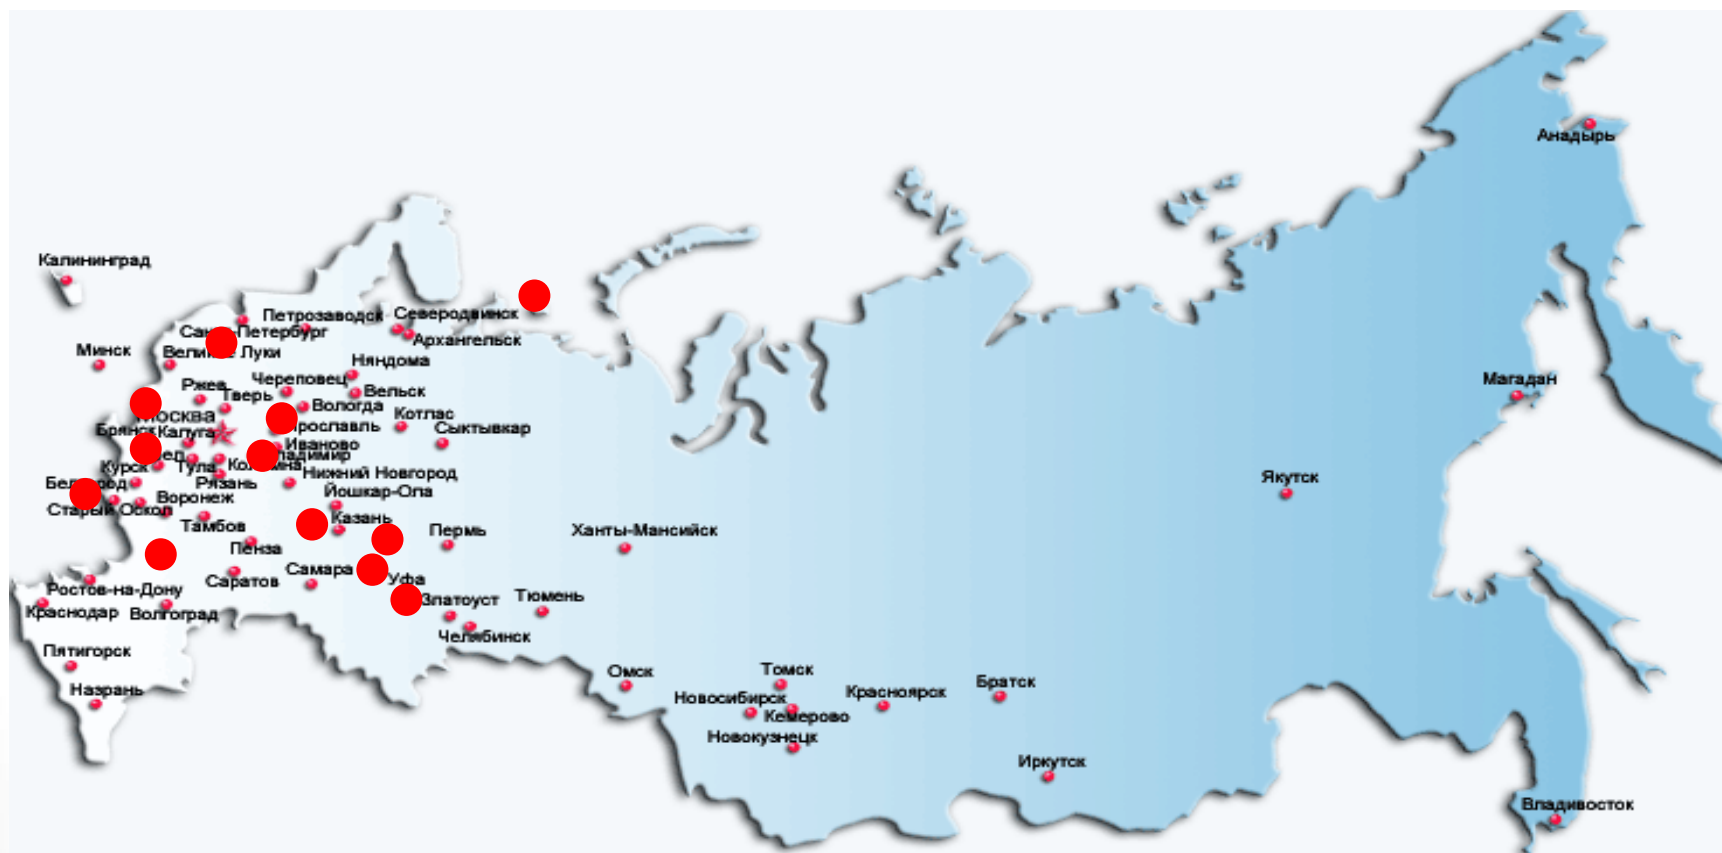 Анадырь
Калининград
Петрозаводск
Северодвинск
Архангельск
Минск
Няндома
Череповец
Вельск
Ржев
Тверь
Вологда
Котлас
Сыктывкар
Магадан
Калуга
Иваново
Курск
Тула
Рязань
Нижний Новгород
Йошкар-Ола
Якутск
Воронеж
Старый Оскол
Тамбов
Казань
Пермь
Ханты-Мансийск
Пенза
Саратов
Самара
Уфа
Ростов-на-Дону
Златоуст
Тюмень
Краснодар
Волгоград
Челябинск
Пятигорск
Назрань
Омск
Томск
Новосибирск
Кемерово
Красноярск
Братск
Новокузнецк
Иркутск
Владивосток